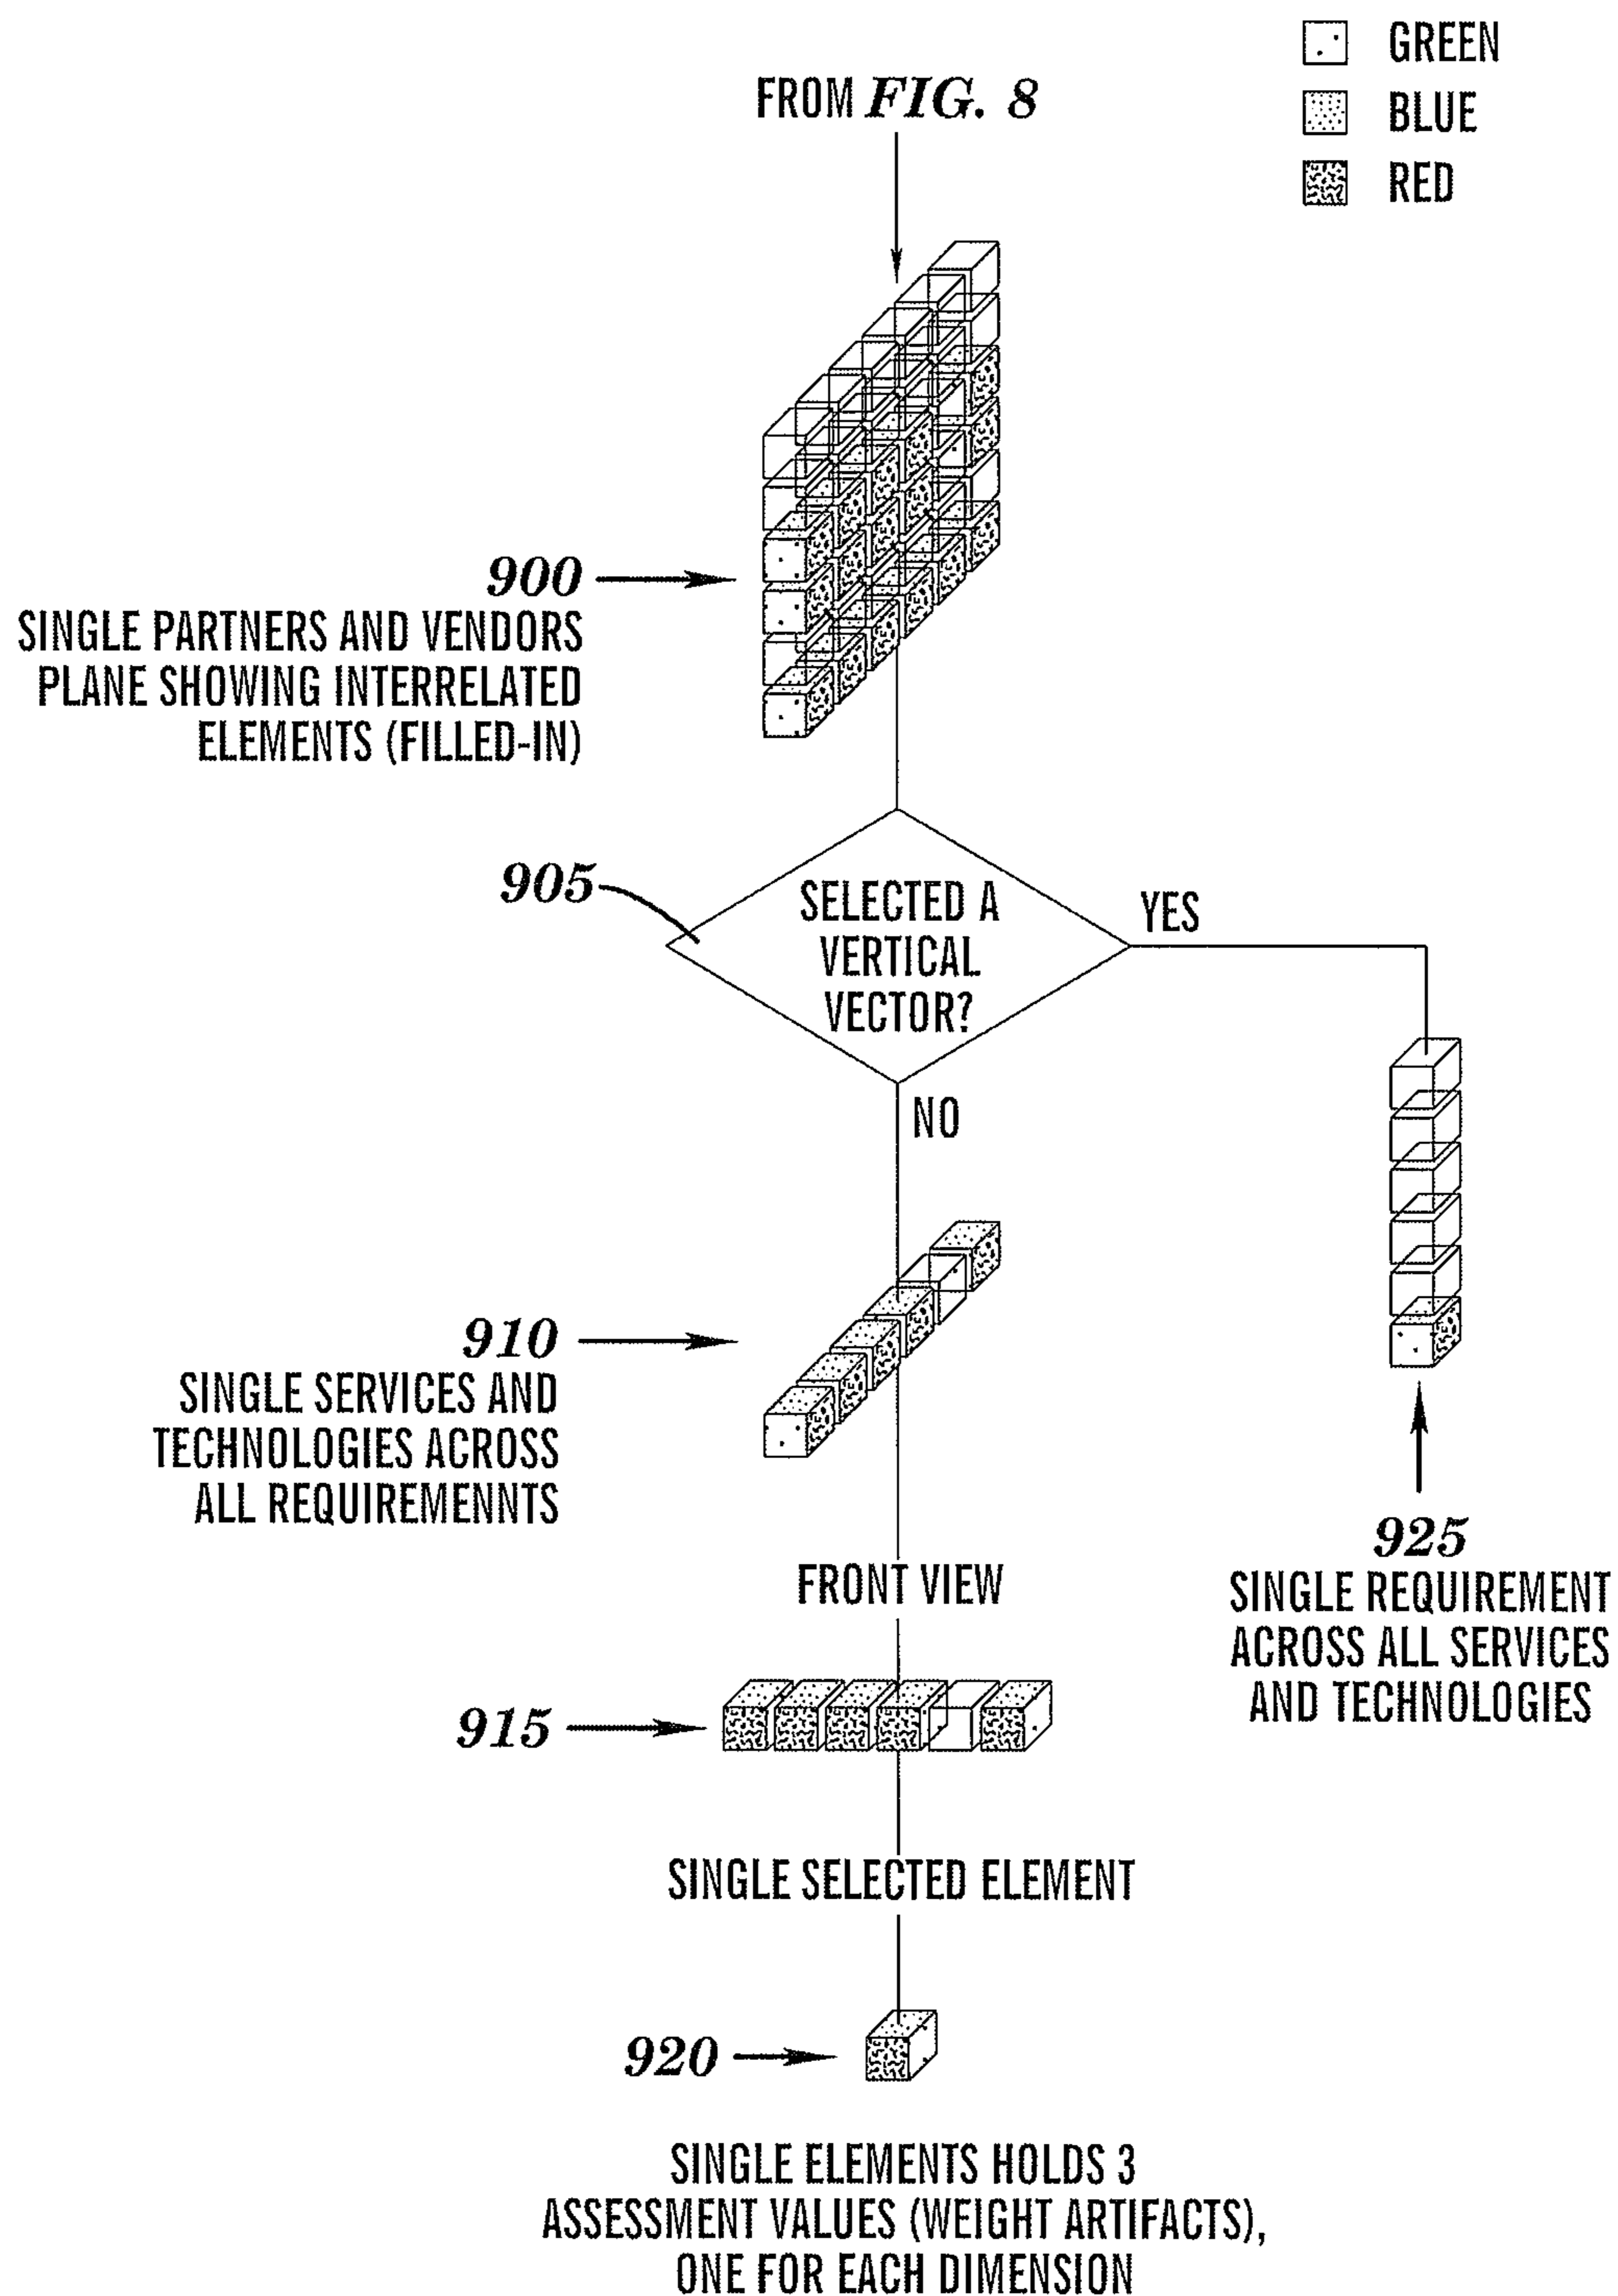 GREEN
BLUE
RED
FROM FIG. 8
900
SINGLE PARTNERS AND VENDORS
PLANE SHOWING INTERRELATED
ELEMENTS (FILLED-IN)
905
SELECTED A
VERTICAL
VECTOR?
YES
NO
910
SINGLE SERVICES AND
TECHNOLOGIES ACROSS
ALL REQUIREMENNTS
925
SINGLE REQUIREMENT
ACROSS ALL SERVICES
AND TECHNOLOGIES
FRONT VIEW
915
SINGLE SELECTED ELEMENT
920
SINGLE ELEMENTS HOLDS 3
ASSESSMENT VALUES (WEIGHT ARTIFACTS),
ONE FOR EACH DIMENSION